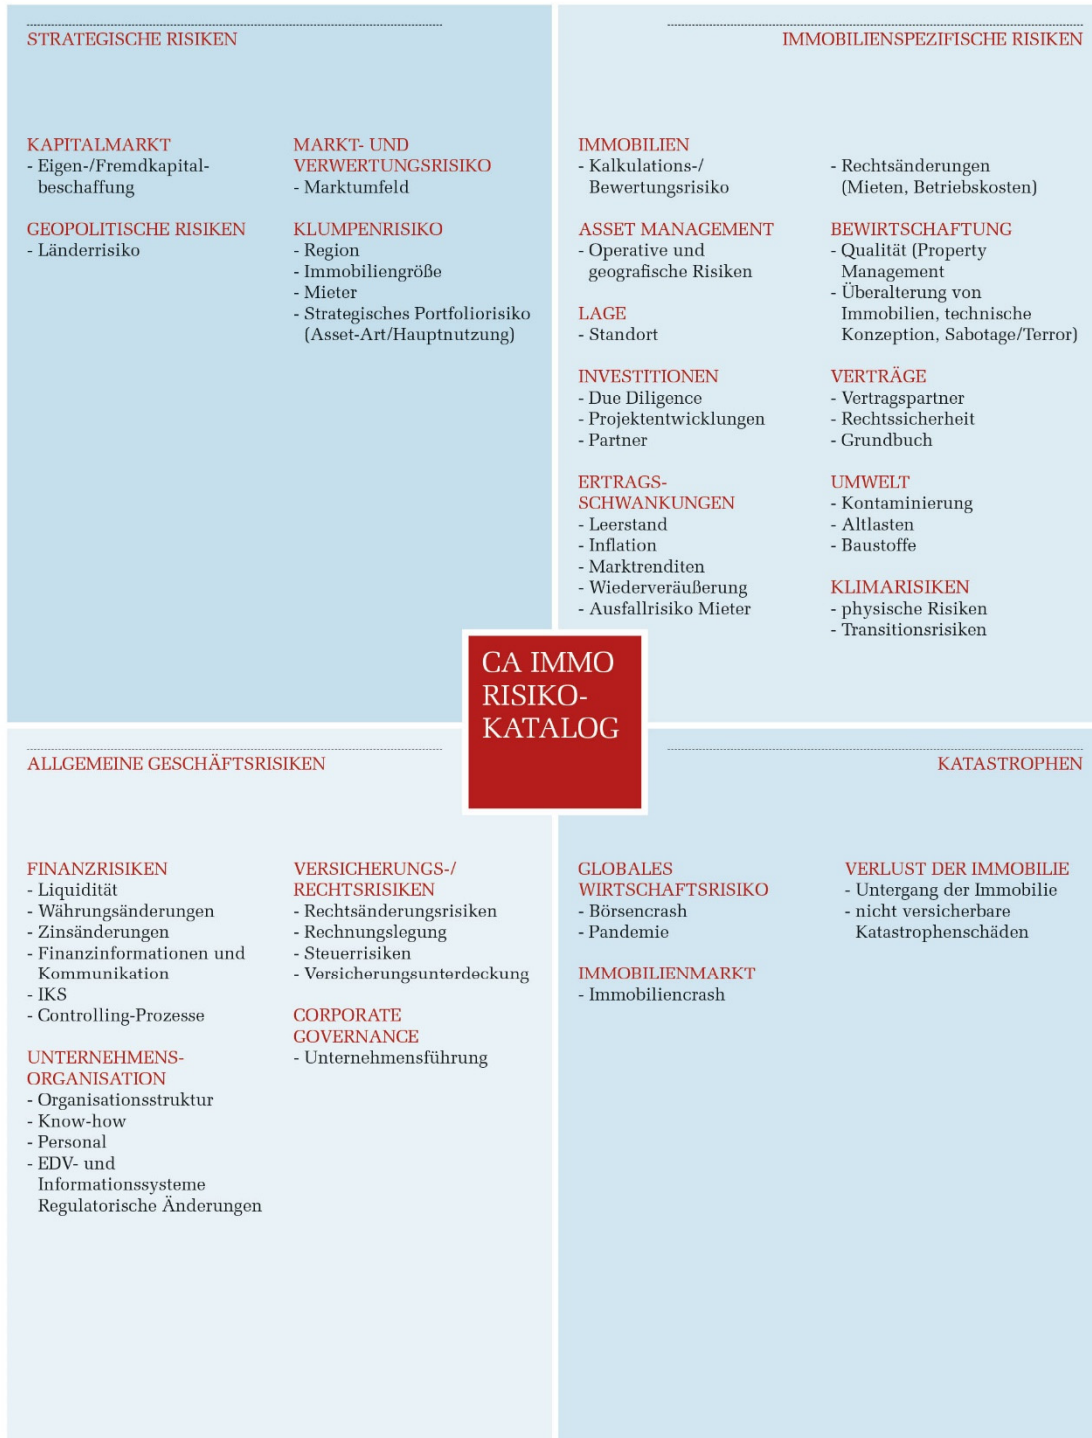 STRATEGISCHE RISIKEN
KAPITALMARKT
- Eigen-/Fremdkapital-
beschaffung
GEOPOLITISCHE RISIKEN
- Länderrisiko
MARKT- UND
VERWERTUNGSRISIKO
- Marktumfeld
KLUMPENRISIKO
- Region
- Immobiliengröße
- Mieter
- Strategisches Portfoliorisiko
(Asset-Art/Hauptnutzung)
IMMOBILIENSPEZIFISCHE RISIKEN
IMMOBILIEN
- Kalkulations-/
Bewertungsrisiko
ASSET MANAGEMENT
- Operative und
geografische Risiken
LAGE
- Standort
INVESTITIONEN
- Due Diligence
- Projektentwicklungen
- Partner
ERTRAGS-
SCHWANKUNGEN
- Leerstand
- Inflation
- Marktrenditen
- Wiederveräußerung
- Ausfallrisiko Mieter
- Rechtsänderungen
(Mieten, Betriebskosten)
BEWIRTSCHAFTUNG
- Qualität (Property
Management
- Überalterung von
Immobilien, technische
Konzeption, Sabotage/Terror)
VERTRÄGE
- Vertragspartner
- Rechtssicherheit
- Grundbuch
UMWELT
- Kontaminierung
- Altlasten
- Baustoffe
KLIMARISIKEN
- physische Risiken
- Transitionsrisiken
CA IMMO
RISIKO-
KATALOG
ALLGEMEINE GESCHÄFTSRISIKEN
FINANZRISIKEN
- Liquidität
- Währungsänderungen
- Zinsänderungen
- Finanzinformationen und
Kommunikation
- IKS
- Controlling-Prozesse
UNTERNEHMENS-
ORGANISATION
- Organisationsstruktur
- Know-how
- Personal
- EDV- und
Informationssysteme
Regulatorische Änderungen
VERSICHERUNGS-/
RECHTSRISIKEN
- Rechtsänderungsrisiken
- Rechnungslegung
- Steuerrisiken
- Versicherungsunterdeckung
CORPORATE
GOVERNANCE
- Unternehmensführung
KATASTROPHEN
GLOBALES
WIRTSCHAFTSRISIKO
- Börsencrash
- Pandemie
IMMOBILIENMARKT
- Immobiliencrash
VERLUST DER IMMOBILIE
- Untergang der Immobilie
- nicht versicherbare
Katastrophenschäden